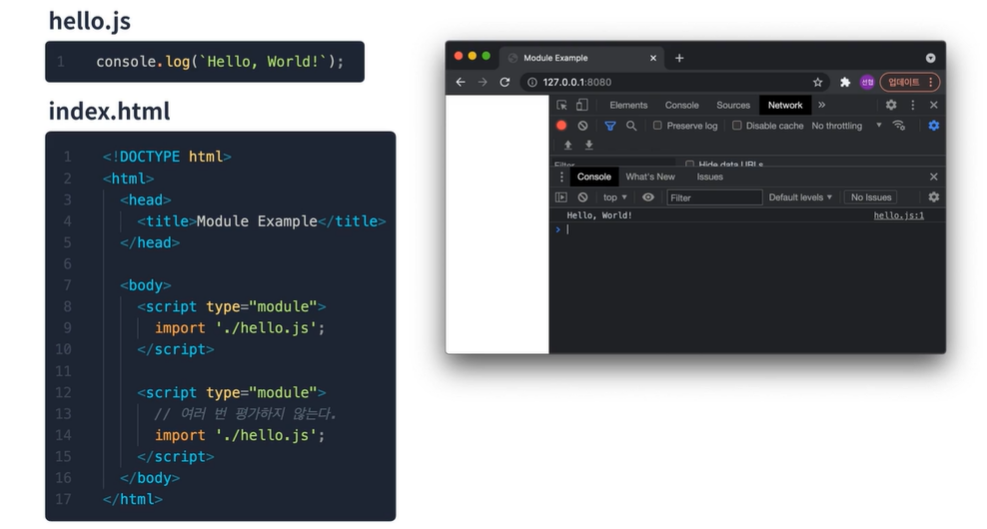 hello.js
1 console.log(`Hello, World!`);
index.html
1 <!DOCTYPE html>
2 <html>
3 <head>
4 <title>Module Example</title>
5 </head>
6
7 <body>
8 <script type="module">
9 import './hello.js';
10 </script>
11
12 <script type="module">
13 // 여러 번 평가하지 않는다.
14 import './hello.js';
15 </script>
16 </body>
17 </html>
Module Example
127.0.0.1:8080 업데이트
Elements Console Sources Network
Preserve log Disable cache No throttling
Filter Hide data URLs
Console What's New Issues
top Filter Default levels No Issues
Hello, World! hello.js:1